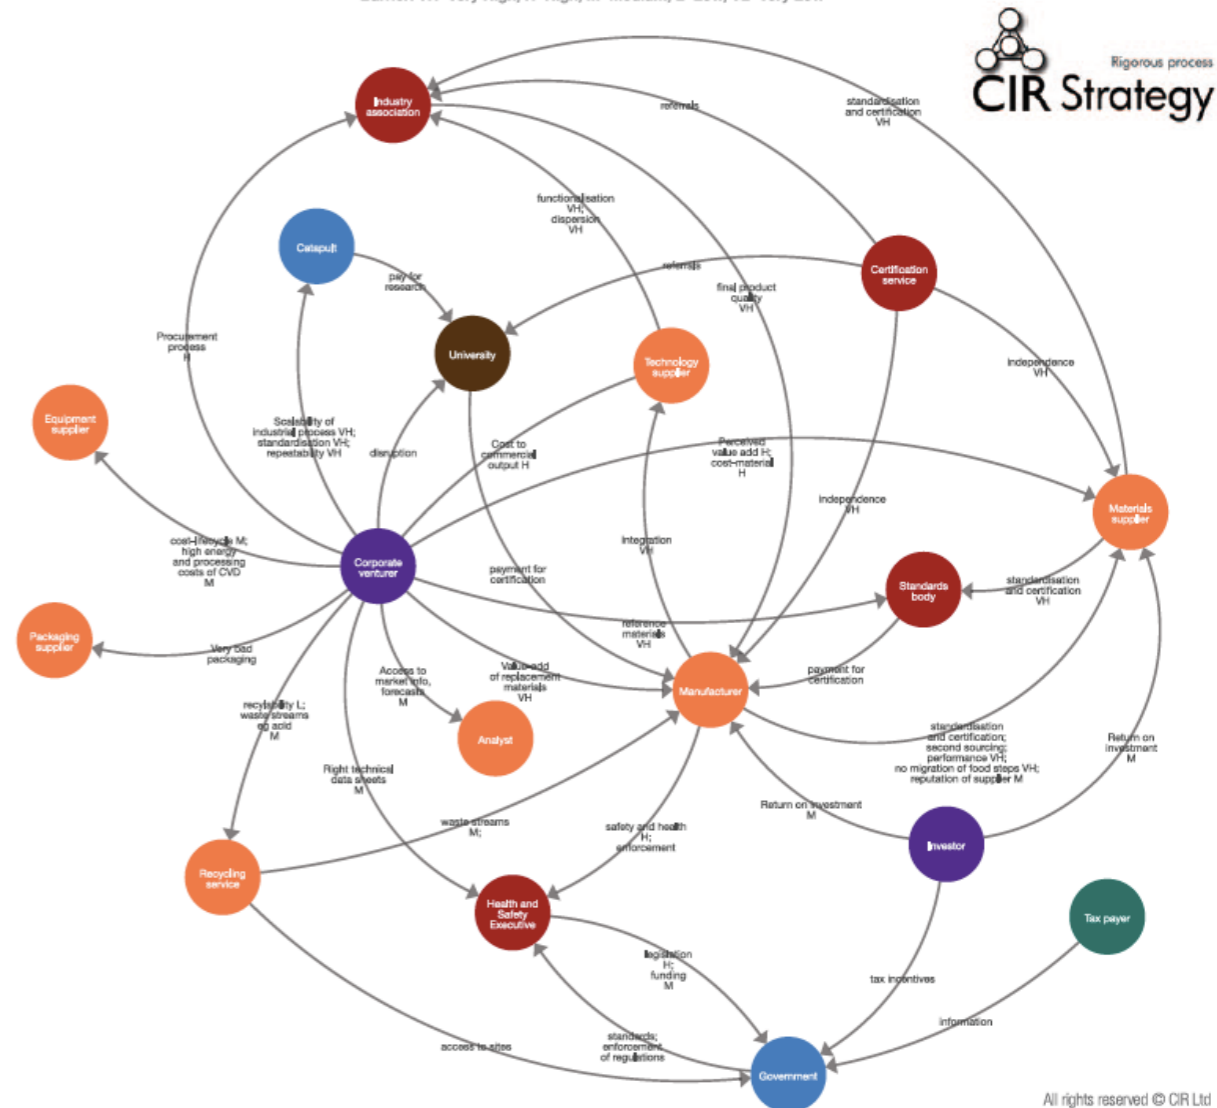 Rigorous process
CIR Strategy
Industry
association
referrals
standardisation
and certification
VH
functionalisation
VH;
dispersion
VH
Catapult
pay for
research
referrals
Certification
service
final product
quality
VH
Procurement
process
H
University
Technology
supplier
independence
VH
Equipment
supplier
Scalability of
industrial process VH;
standardisation VH;
repeatability VH
disruption
Cost to
commercial
output H
Perceived
value add H;
cost-material
H
independence
VH
Materials
supplier
cost-lifecycle M;
high energy
and processing
costs of CVD
M
Corporate
venturer
payment for
certification
Integration
VH
Standards
body
standardisation
and certification
VH
Packaging
supplier
Very bad
packaging
reference
materials
VH
Access to
market info,
forecasts
M
Value-add
of replacement
materials
VH
Manufacturer
payment for
certification
recylability L;
waste streams
eg acid
M
Analyst
standardisation
and certification;
second sourcing;
performance VH;
no migration of food steps VH;
reputation of supplier M
Return on
investment
M
Right technical
data sheets
M
Return on investment
M
waste streams
M;
safety and health
H;
enforcement
Investor
Recycling
service
Health and
Safety
Executive
Tax payer
legislation
H;
funding
M
tax incentives
information
access to sites
standards;
enforcement
of regulations
Government
All rights reserved © CIR Ltd